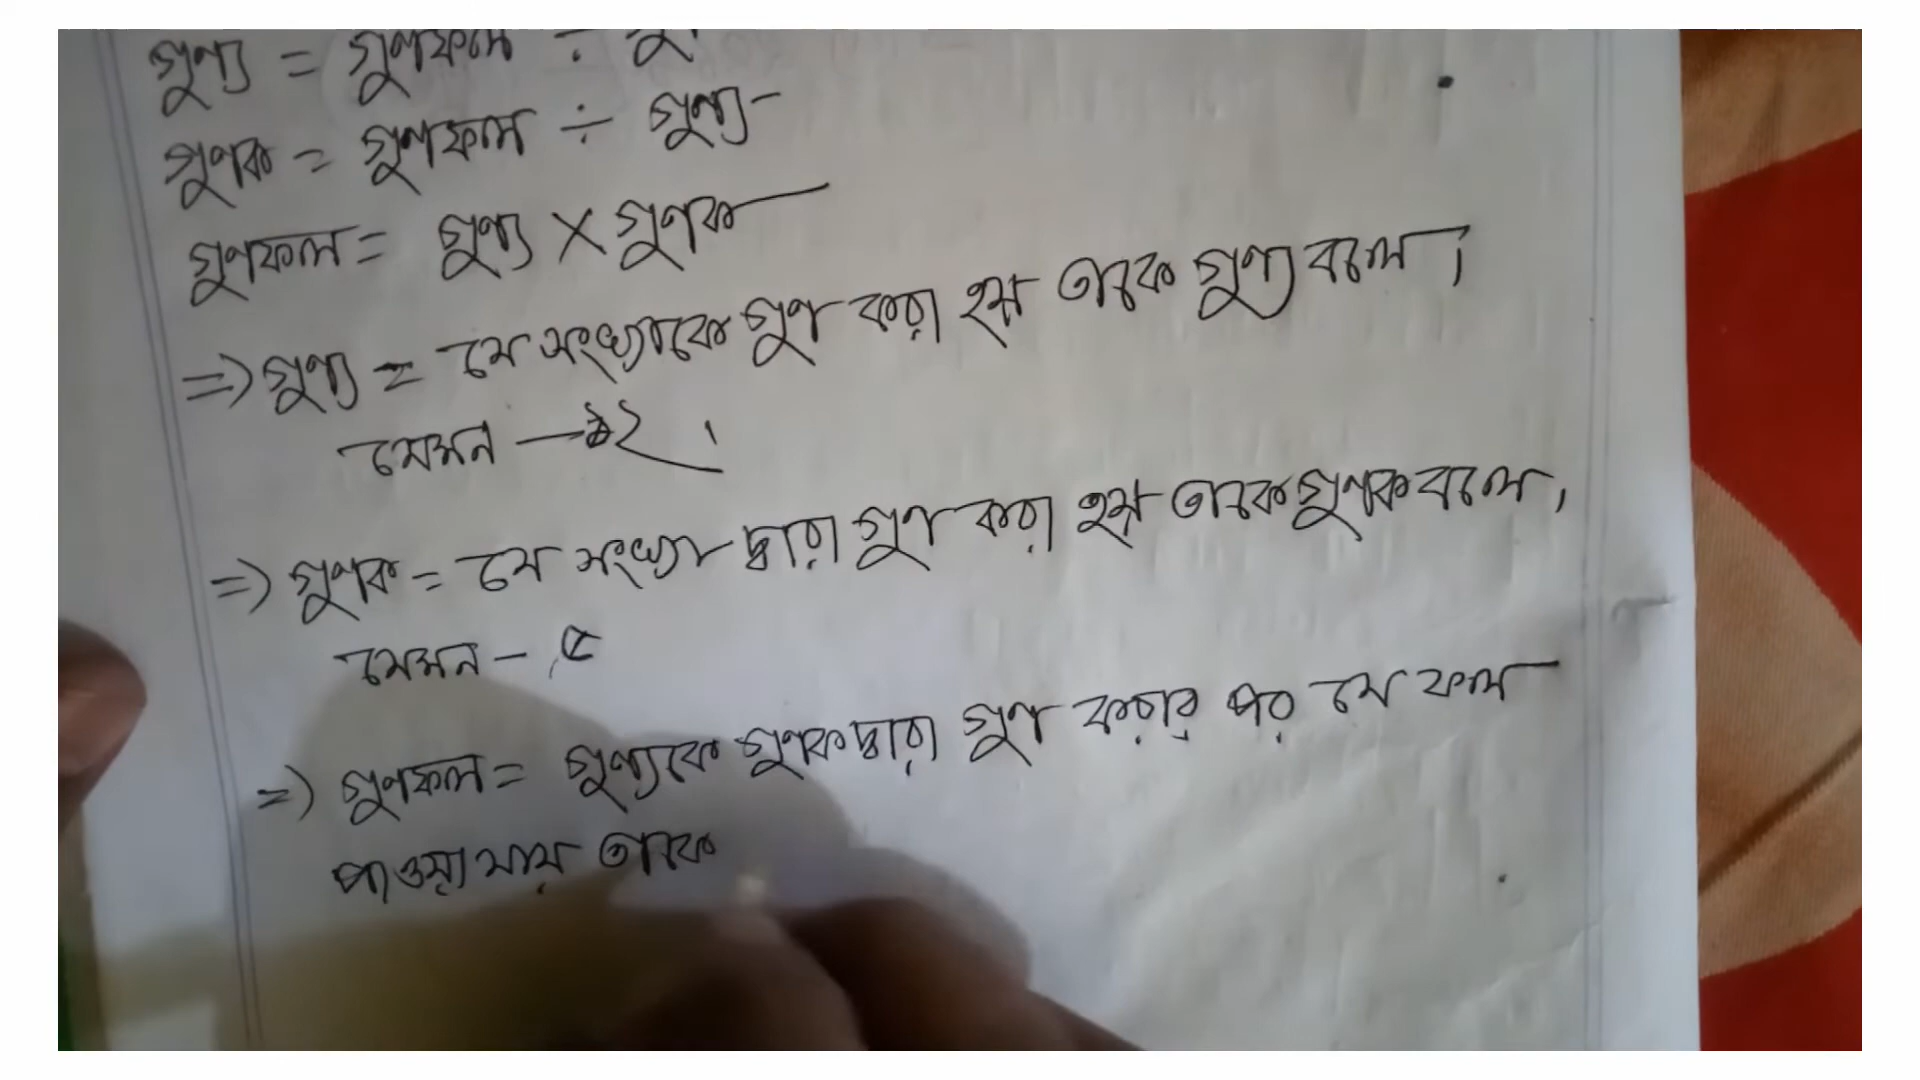 গুণ্য = গুণফল ÷
গুণক = গুণফল ÷ গুণ্য
গুণফল = গুণ্য X গুণক
=> গুণ্য = যে সংখ্যাকে গুণ করা হয় তাকে গুণ্য বলে।
যেমন - ১২।
=> গুণক = যে সংখ্যা দ্বারা গুণ করা হয় তাকে গুণক বলে।
যেমন - ৫
=> গুণফল = গুণ্যকে গুণক দ্বারা গুণ করার পর যে ফল
পাওয়া যায় তাকে